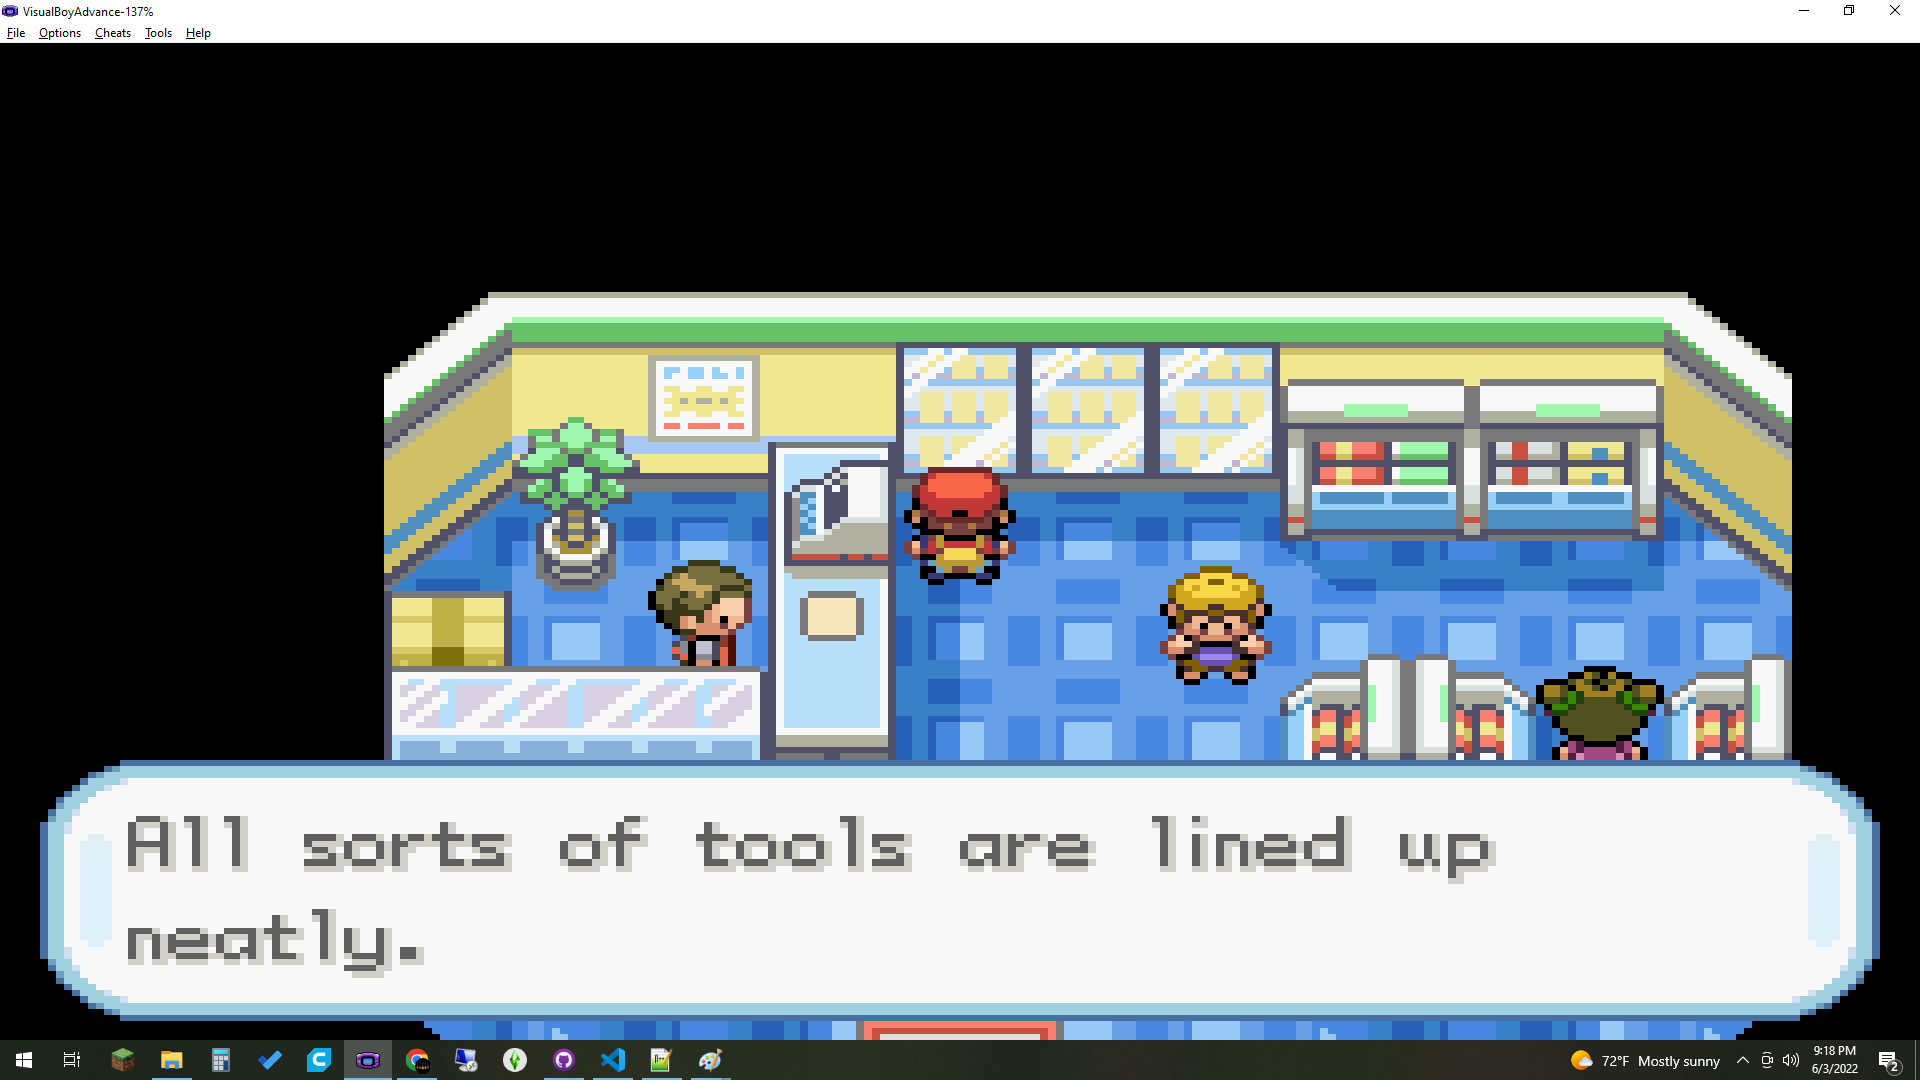 VisualBoyAdvance-137%
File Options Cheats Tools Help
All sorts of tools are lined up
neatly.
72°F Mostly sunny
9:18 PM
6/3/2022
2